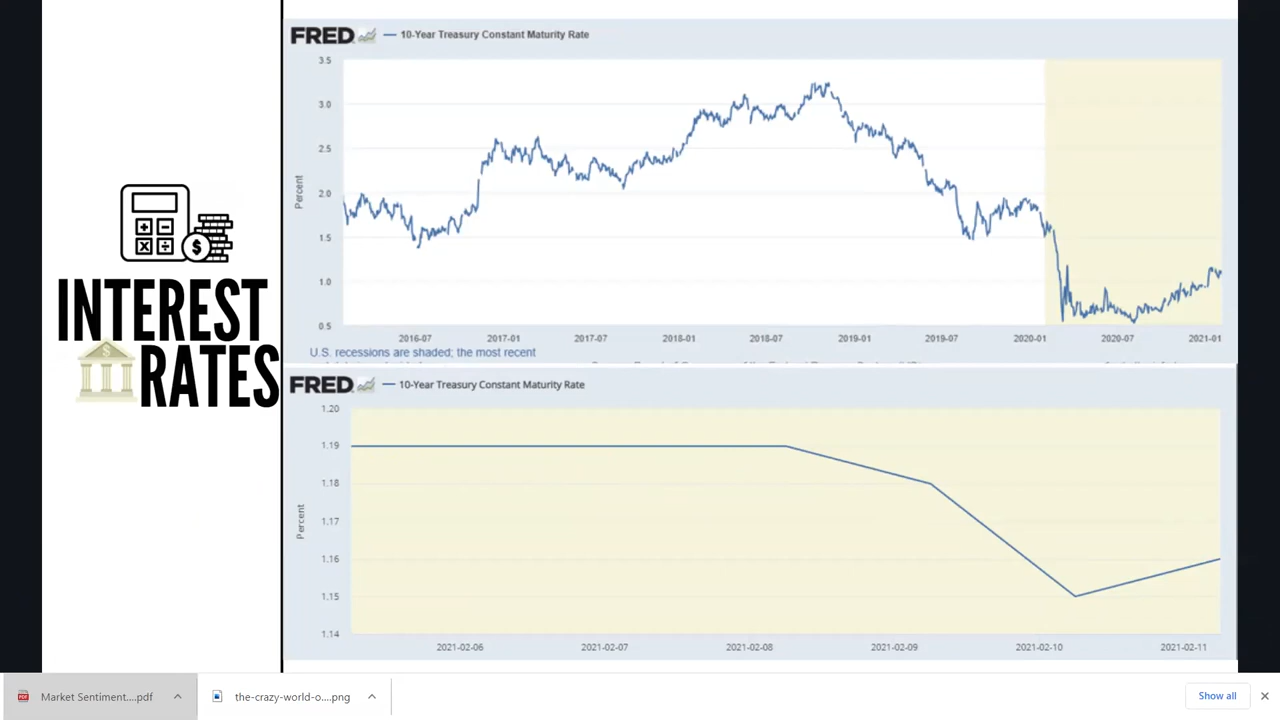 INTEREST
RATES
FRED — 10-Year Treasury Constant Maturity Rate
Percent
3.5
3.0
2.5
2.0
1.5
1.0
0.5
2016-07 2017-01 2017-07 2018-01 2018-07 2019-01 2019-07 2020-01 2020-07 2021-01
U.S. recessions are shaded; the most recent
FRED — 10-Year Treasury Constant Maturity Rate
Percent
1.20
1.19
1.18
1.17
1.16
1.15
1.14
2021-02-06 2021-02-07 2021-02-08 2021-02-09 2021-02-10 2021-02-11
Market Sentiment....pdf the-crazy-world-o....png Show all